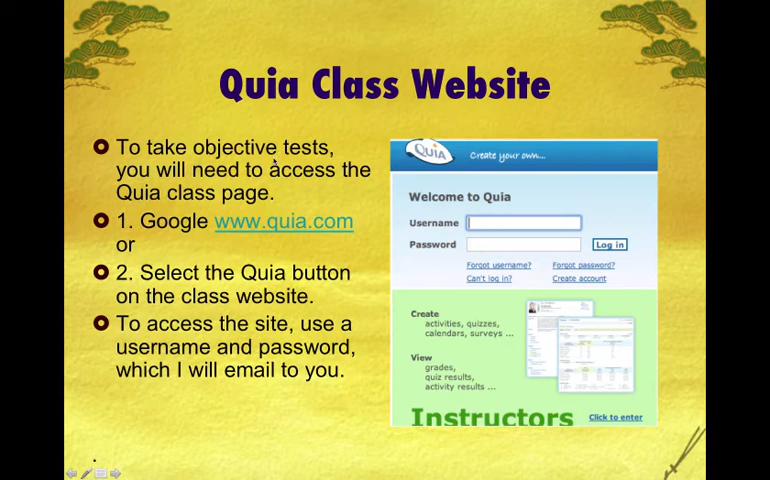 Quia Class Website
To take objective tests,
you will need to access the
Quia class page.
1. Google www.quia.com
or
2. Select the Quia button
on the class website.
To access the site, use a
username and password,
which I will email to you.
.
QUIA Create your own...
Welcome to Quia
Username
Password Log in
Forgot username? Forgot password?
Can't log in? Create account
Create
activities, quizzes,
calendars, surveys ...
View
grades,
quiz results,
activity results ...
Instructors Click to enter